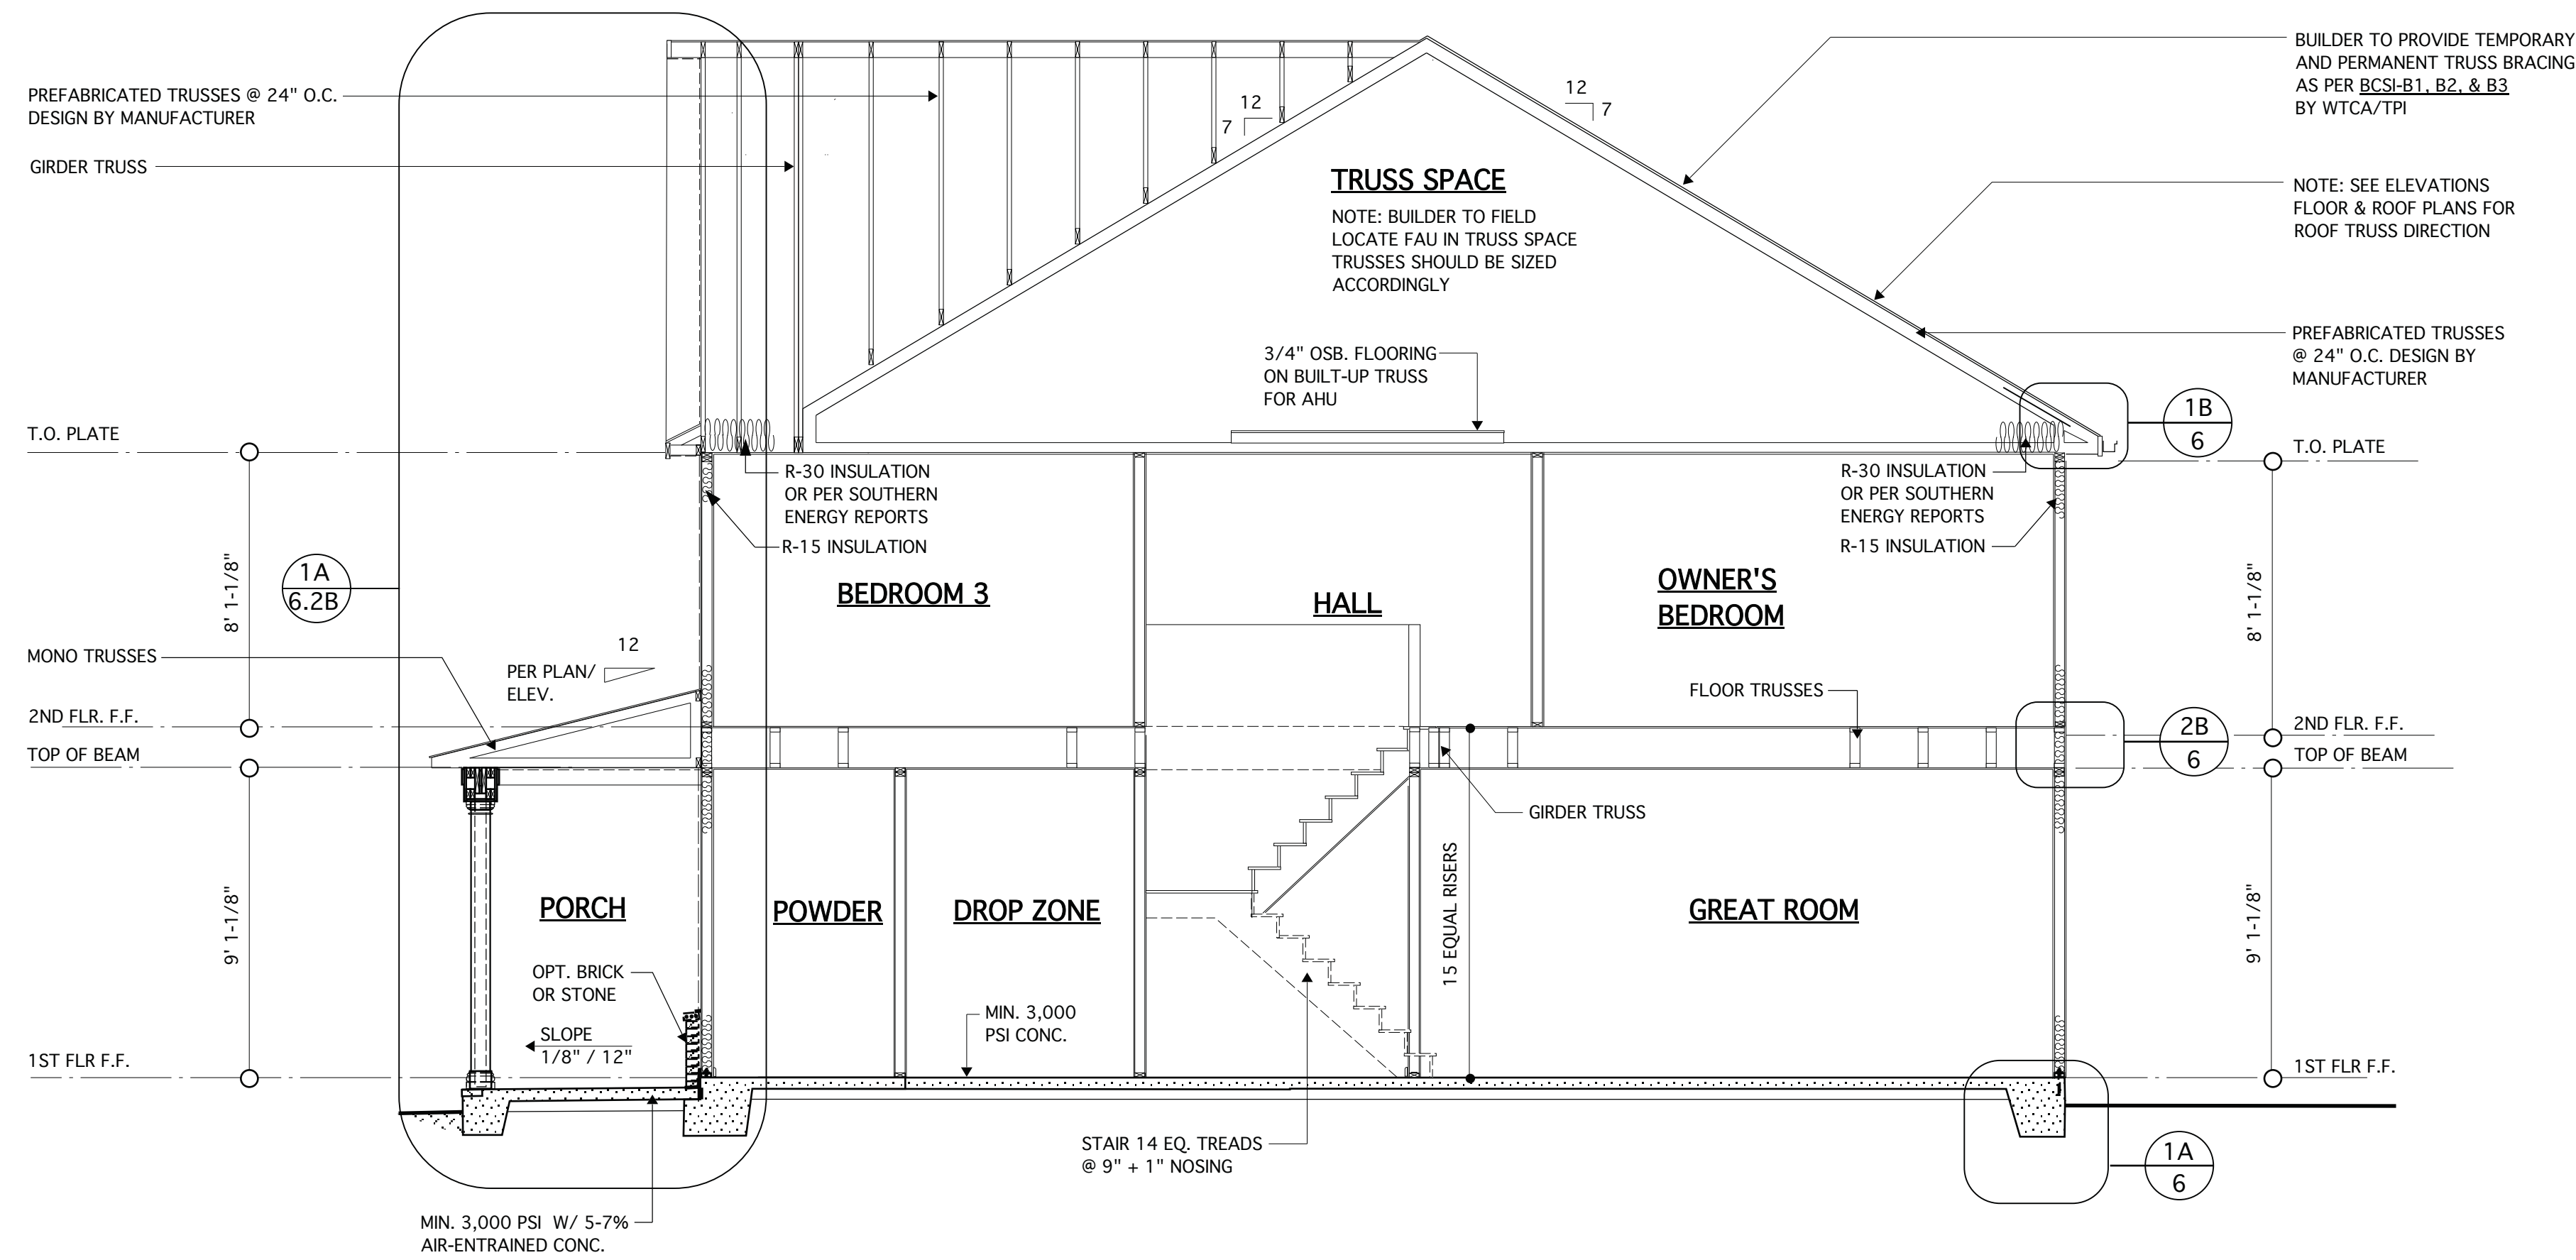 BUILDER TO PROVIDE TEMPORARY
AND PERMANENT TRUSS BRACING
AS PER BCSI-B1, B2, & B3
BY WTCA/TPI
PREFABRICATED TRUSSES @ 24" O.C.
DESIGN BY MANUFACTURER
GIRDER TRUSS
12
7
12
7
TRUSS SPACE
NOTE: BUILDER TO FIELD
LOCATE FAU IN TRUSS SPACE
TRUSSES SHOULD BE SIZED
ACCORDINGLY
NOTE: SEE ELEVATIONS
FLOOR & ROOF PLANS FOR
ROOF TRUSS DIRECTION
3/4" OSB. FLOORING
ON BUILT-UP TRUSS
FOR AHU
PREFABRICATED TRUSSES
@ 24" O.C. DESIGN BY
MANUFACTURER
1B
6
T.O. PLATE
T.O. PLATE
R-30 INSULATION
OR PER SOUTHERN
ENERGY REPORTS
R-15 INSULATION
R-30 INSULATION
OR PER SOUTHERN
ENERGY REPORTS
R-15 INSULATION
8' 1-1/8"
1A
6.2B
BEDROOM 3
HALL
OWNER'S
BEDROOM
8' 1-1/8"
MONO TRUSSES
12
PER PLAN/
ELEV.
FLOOR TRUSSES
2ND FLR. F.F.
TOP OF BEAM
2B
6
2ND FLR. F.F.
TOP OF BEAM
GIRDER TRUSS
9' 1-1/8"
PORCH
POWDER
DROP ZONE
15 EQUAL RISERS
GREAT ROOM
9' 1-1/8"
OPT. BRICK
OR STONE
SLOPE
1/8" / 12"
MIN. 3,000
PSI CONC.
1ST FLR F.F.
1ST FLR F.F.
STAIR 14 EQ. TREADS
@ 9" + 1" NOSING
1A
6
MIN. 3,000 PSI W/ 5-7%
AIR-ENTRAINED CONC.